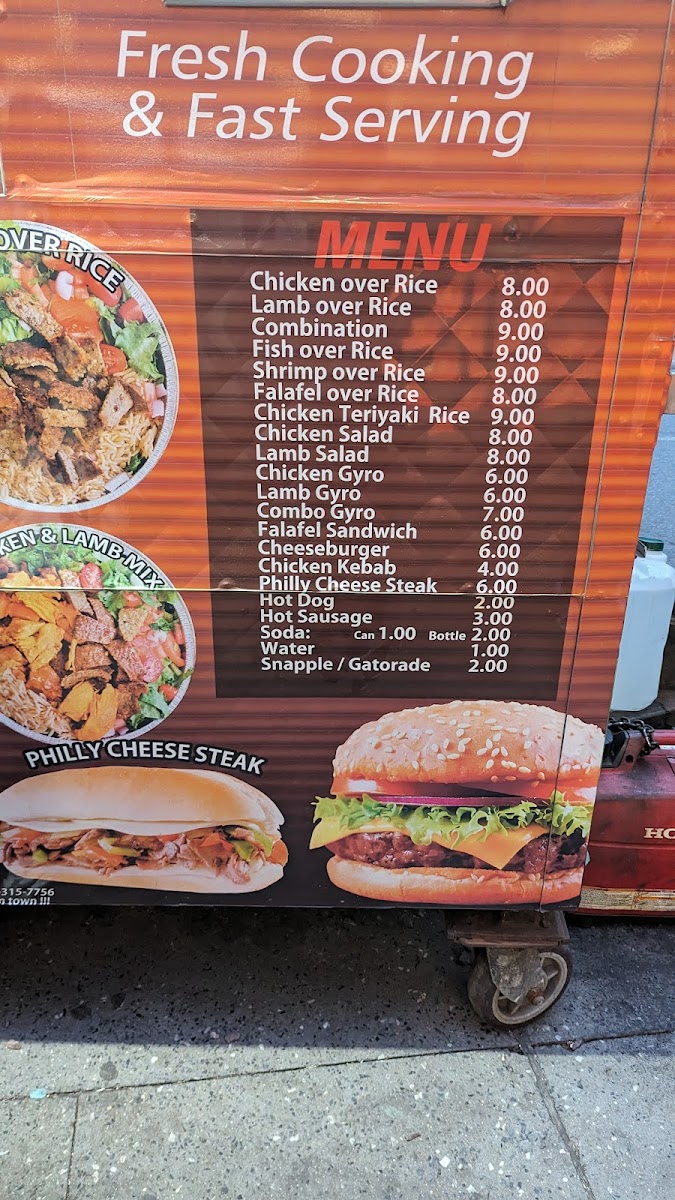 Fresh Cooking
& Fast Serving
OVER RICE
MENU
Chicken over Rice 8.00
Lamb over Rice 8.00
Combination 9.00
Fish over Rice 9.00
Shrimp over Rice 9.00
Falafel over Rice 8.00
Chicken Teriyaki Rice 9.00
Chicken Salad 8.00
Lamb Salad 8.00
Chicken Gyro 6.00
Lamb Gyro 6.00
Combo Gyro 7.00
Falafel Sandwich 6.00
Cheeseburger 6.00
Chicken Kebab 4.00
Philly Cheese Steak 6.00
Hot Dog 2.00
Hot Sausage 3.00
Soda: Can 1.00 Bottle 2.00
Water 1.00
Snapple / Gatorade 2.00
KEN & LAMB MIX
PHILLY CHEESE STEAK
-315-7756
n town !!!
HO